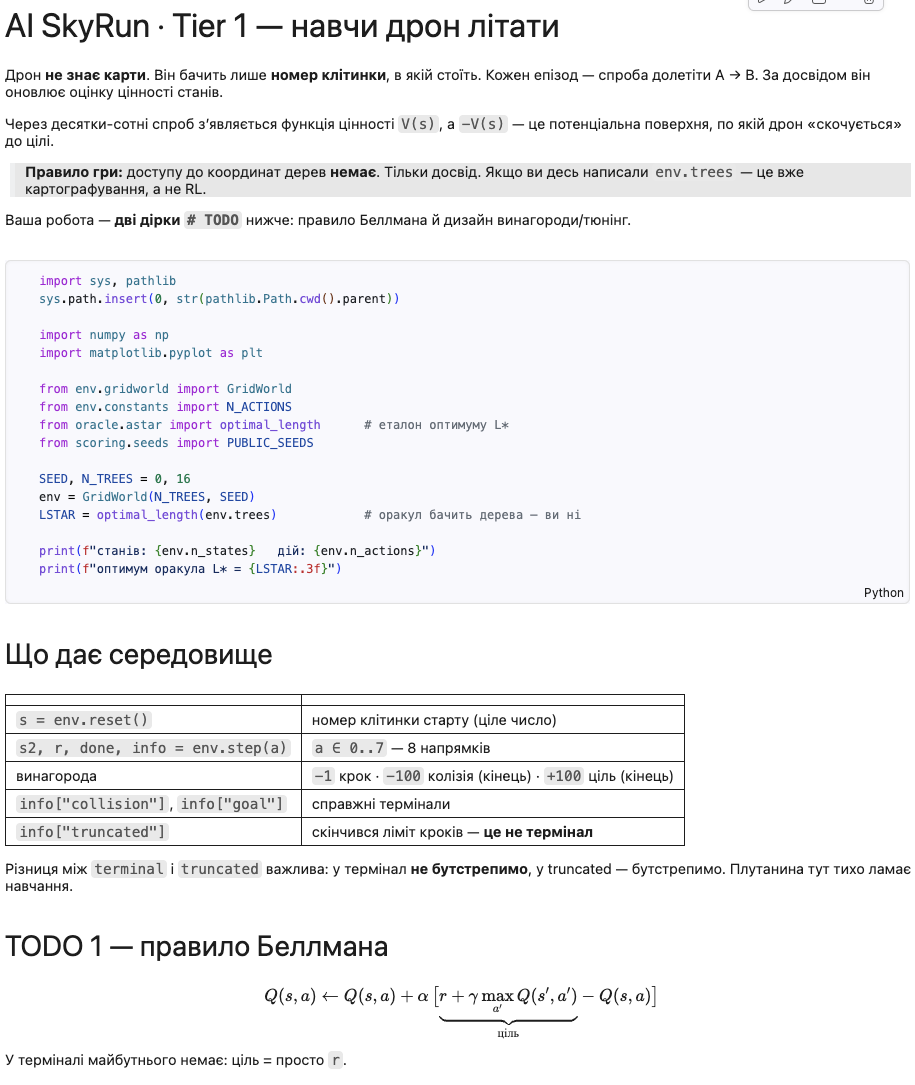 AI SkyRun · Tier 1 — навчи дрон літати
Дрон не знає карти. Він бачить лише номер клітинки, в якій стоїть. Кожен епізод — спроба долетіти A → B. За досвідом він
оновлює оцінку цінності станів.
Через десятки-сотні спроб з’являється функція цінності V(s), а −V(s) — це потенціальна поверхня, по якій дрон «скочується»
до цілі.
Правило гри: доступу до координат дерев немає. Тільки досвід. Якщо ви десь написали env.trees — це вже
картографування, а не RL.
Ваша робота — дві дірки # TODO нижче: правило Беллмана й дизайн винагороди/тюнінг.
import sys, pathlib
sys.path.insert(0, str(pathlib.Path.cwd().parent))
import numpy as np
import matplotlib.pyplot as plt
from env.gridworld import GridWorld
from env.constants import N_ACTIONS
from oracle.astar import optimal_length      # еталон оптимуму L*
from scoring.seeds import PUBLIC_SEEDS
SEED, N_TREES = 0, 16
env = GridWorld(N_TREES, SEED)
LSTAR = optimal_length(env.trees)            # оракул бачить дерева — ви ні
print(f"станів: {env.n_states}   дій: {env.n_actions}")
print(f"оптимум оракула L* = {LSTAR:.3f}")
Python
Що дає середовище
s = env.reset() номер клітинки старту (ціле число)
s2, r, done, info = env.step(a) a ∈ 0..7 — 8 напрямків
винагорода −1 крок · −100 колізія (кінець) · +100 ціль (кінець)
info["collision"], info["goal"] справжні термінали
info["truncated"] скінчився ліміт кроків — це не термінал
Різниця між terminal і truncated важлива: у термінал не бутстрепимо, у truncated — бутстрепимо. Плутанина тут тихо ламає
навчання.
TODO 1 — правило Беллмана
Q(s, a) ← Q(s, a) + α [r + γ max Q(s′, a′) − Q(s, a)]
a′
ціль
У терміналі майбутнього немає: ціль = просто r.